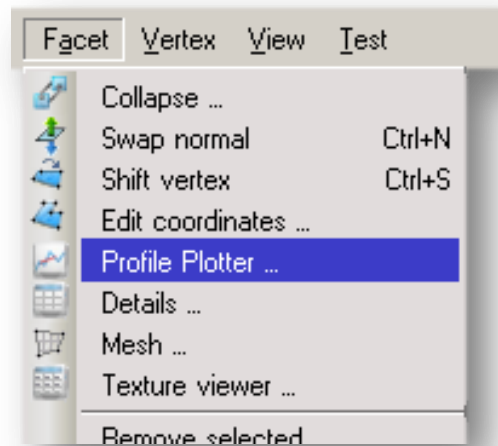 Facet Vertex View Test
Collapse ...
Swap normal Ctrl+N
Shift vertex Ctrl+S
Edit coordinates ...
Profile Plotter ...
Details ...
Mesh ...
Texture viewer ...
Remove selected